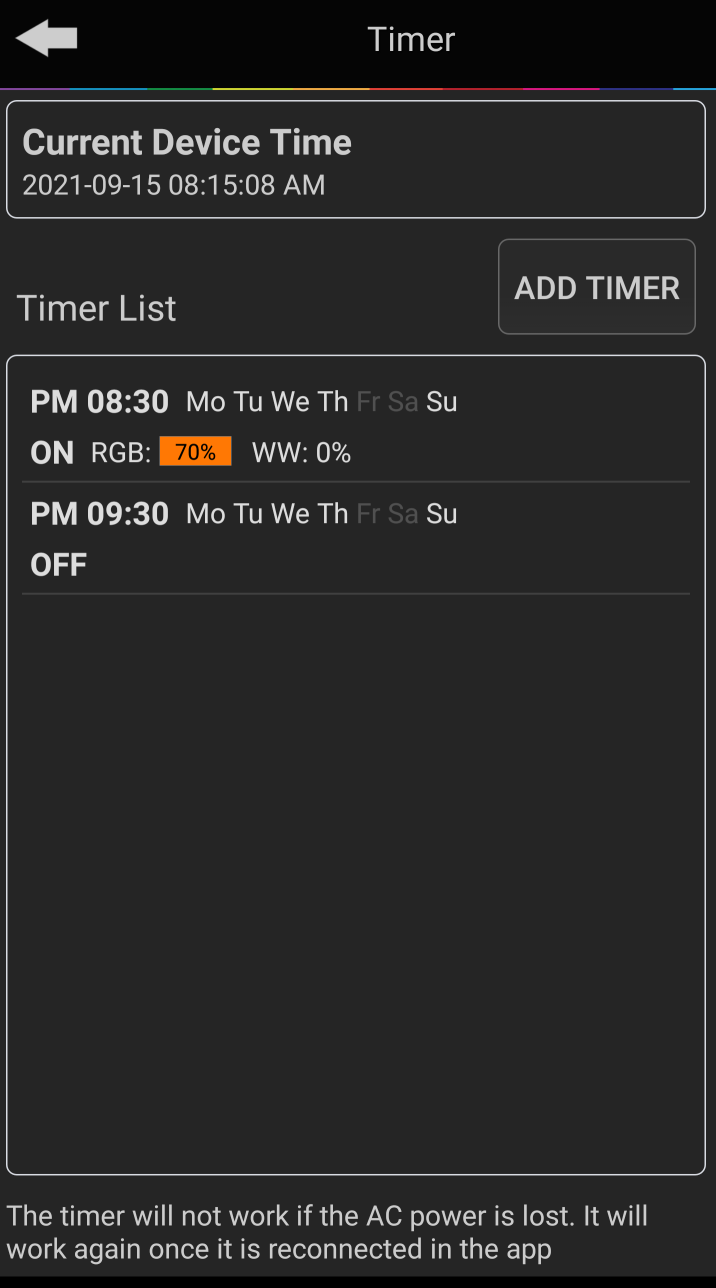 Timer
Current Device Time
2021-09-15 08:15:08 AM
Timer List
ADD TIMER
PM 08:30 Mo Tu We Th Fr Sa Su
ON RGB: 70% WW: 0%
PM 09:30 Mo Tu We Th Fr Sa Su
OFF
The timer will not work if the AC power is lost. It will
work again once it is reconnected in the app